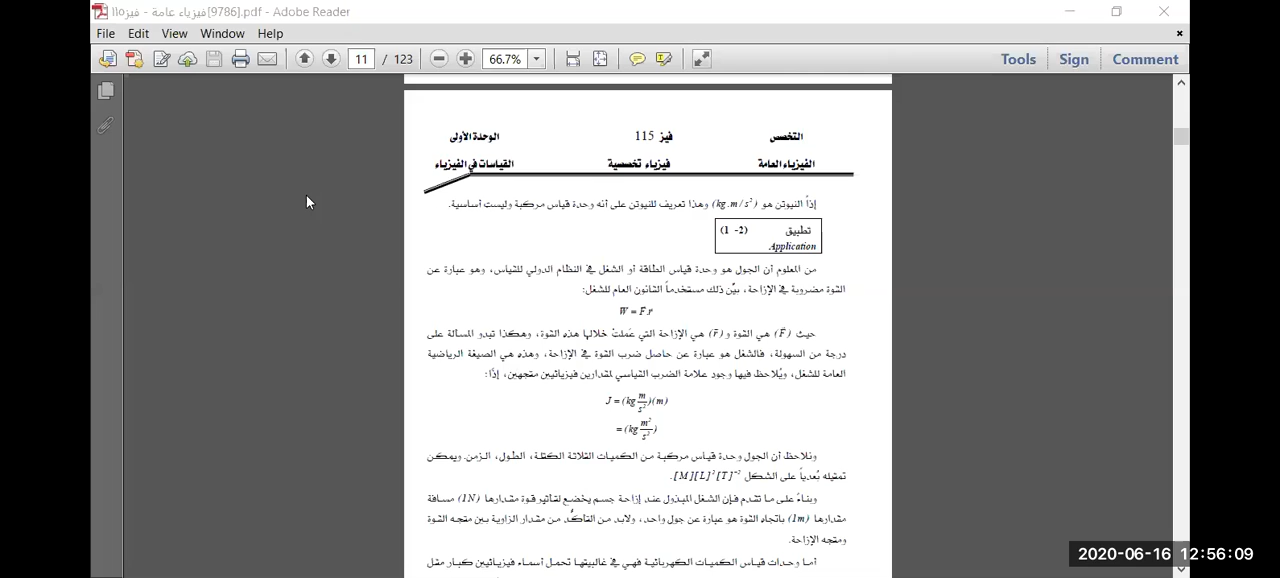 فيزياء عامة - فيز١١٥[9786].pdf - Adobe Reader
File Edit View Window Help
11 / 123 66.7% Tools Sign Comment
التخصص فيز 115 الوحدة الأولى
الفيزياء العامة فيزياء تخصصية القياسات في الفيزياء
إذاً النيوتن هو (kg.m/s²) وهذا تعريف للنيوتن على أنه وحدة قياس مركبة وليست أساسية.
تطبيق (1 -2)
Application
من المعلوم أن الجول هو وحدة قياس الطاقة أو الشغل في النظام الدولي للقياس، وهو عبارة عن
القوة مضروبة في الإزاحة، بيّن ذلك مستخدماً القانون العام للشغل:
W = F.r
حيث (F⃗) هي القوة و (r⃗) هي الإزاحة التي عَملتْ خلالها هذه القوة، وهكذا تبدو المسألة على
درجة من السهولة، فالشغل هو عبارة عن حاصل ضرب القوة في الإزاحة، وهذه هي الصيغة الرياضية
العامة للشغل، ويُلاحظ فيها وجود علامة الضرب القياسي لمقدارين فيزيائيين متجهين، إذًا:
J = (kg m/s²)(m)
= (kg m²/s²)
ونلاحظ أن الجول وحدة قياس مركبة من الكميات الثلاثة الكتلة، الطول، الزمن. ويمكن
تمثيله بُعدياً على الشكل [M][L]²[T]⁻².
وبناءً على ما تقدم فإن الشغل المبذول عند إزاحة جسم يخضع لتأثير قوة مقدارها (1N) مسافة
مقدارها (1m) باتجاه القوة هو عبارة عن جول واحد، ولابد من التأكُد من مقدار الزاوية بين متجه القوة
ومتجه الإزاحة.
أما وحدات قياس الكميات الكهربائية فهي في غالبيتها تحمل أسماء فيزيائيين كبار مثل
2020-06-16 12:56:09